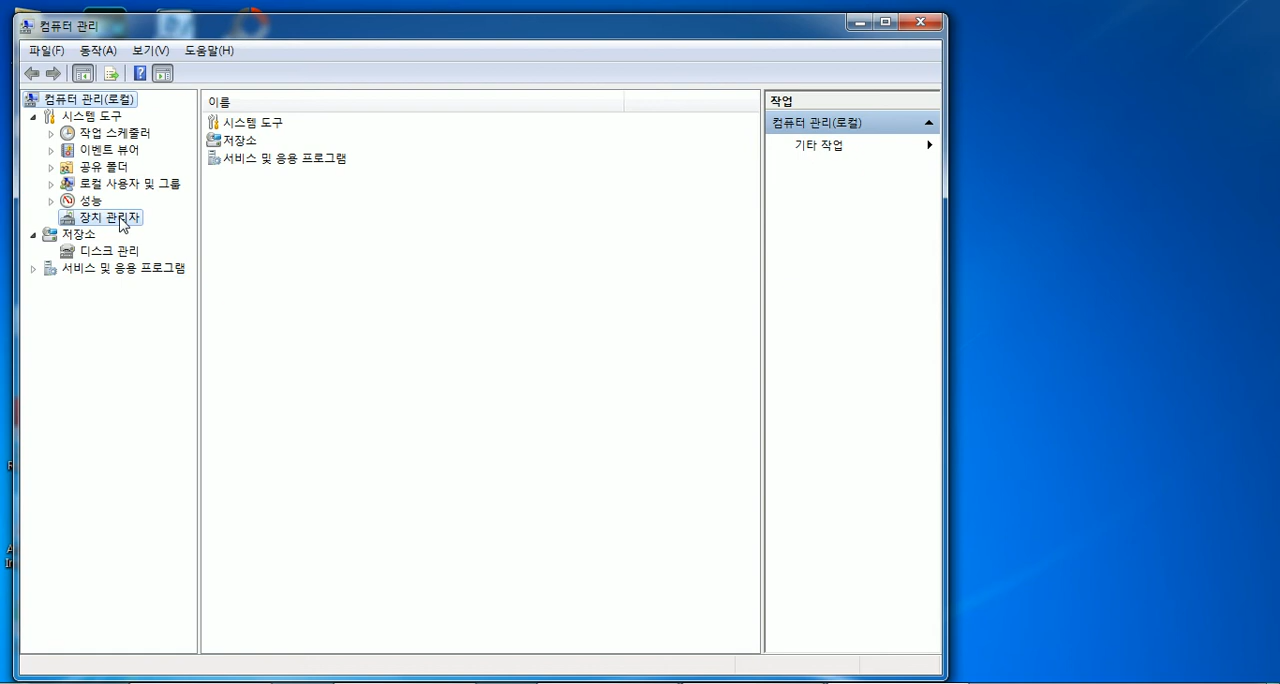 컴퓨터 관리
파일(F) 동작(A) 보기(V) 도움말(H)
컴퓨터 관리(로컬)
시스템 도구
작업 스케줄러
이벤트 뷰어
공유 폴더
로컬 사용자 및 그룹
성능
장치 관리자
저장소
디스크 관리
서비스 및 응용 프로그램
이름
시스템 도구
저장소
서비스 및 응용 프로그램
작업
컴퓨터 관리(로컬)
기타 작업